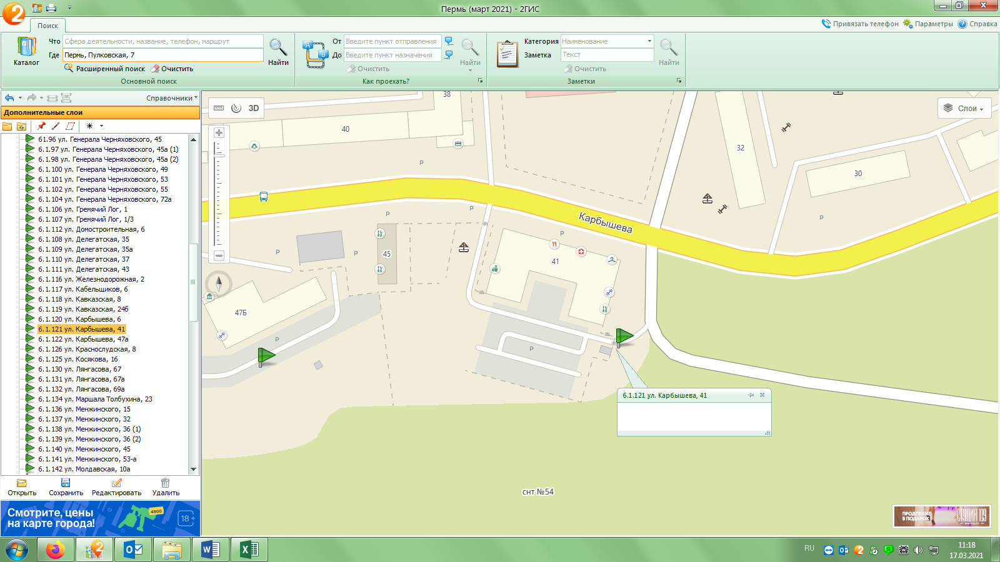 Пермь (март 2021) - 2ГИС
Поиск
Привязать телефон
Параметры
Справка
Каталог
Что
Сфера деятельности, название, телефон, маршрут
Где
Пермь, Пулковская, 7
Расширенный поиск
Очистить
Найти
Основной поиск
От
Введите пункт отправления
До
Введите пункт назначения
Очистить
Найти
Как проехать?
Категория
Наименование
Заметка
Текст
Очистить
Найти
Заметки
Справочники
Дополнительные слои
61.96 ул. Генерала Черняховского, 45
6.1.97 ул. Генерала Черняховского, 45а (1)
6.1.98 ул. Генерала Черняховского, 45а (2)
6.1.100 ул. Генерала Черняховского, 49
6.1.101 ул. Генерала Черняховского, 53
6.1.102 ул. Генерала Черняховского, 55
6.1.104 ул. Генерала Черняховского, 72а
6.1.106 ул. Гремячий Лог, 1
6.1.107 ул. Гремячий Лог, 1/3
6.1.112 ул. Домостроительная, 6
6.1.108 ул. Делегатская, 35
6.1.109 ул. Делегатская, 35а
6.1.110 ул. Делегатская, 37
6.1.111 ул. Делегатская, 43
6.1.116 ул. Железнодорожная, 2
6.1.117 ул. Кабельщиков, 6
6.1.118 ул. Кавказская, 8
6.1.119 ул. Кавказская, 24б
6.1.120 ул. Карбышева, 6
6.1.121 ул. Карбышева, 41
6.1.122 ул. Карбышева, 47а
6.1.126 ул. Краснослудская, 8
6.1.125 ул. Косякова, 16
6.1.130 ул. Лянгасова, 67
6.1.131 ул. Лянгасова, 67а
6.1.132 ул. Лянгасова, 69а
6.1.134 ул. Маршала Толбухина, 23
6.1.136 ул. Менжинского, 15
6.1.137 ул. Менжинского, 32
6.1.138 ул. Менжинского, 36 (1)
6.1.139 ул. Менжинского, 36 (2)
6.1.140 ул. Менжинского, 45
6.1.141 ул. Менжинского, 53-а
6.1.142 ул. Молдавская, 10а
Открыть
Сохранить
Редактировать
Удалить
Смотрите, цены
на карте города!
4900
18+
3D
Слои
38
40
32
30
P
P
P
P
Карбышева
P
P
P
45
41
47Б
P
P
6.1.121 ул. Карбышева, 41
снт №54
ПРОДЛЕНИЕ
В ПОДАРОК
СТУДИЯ 109
RU
11:18
17.03.2021